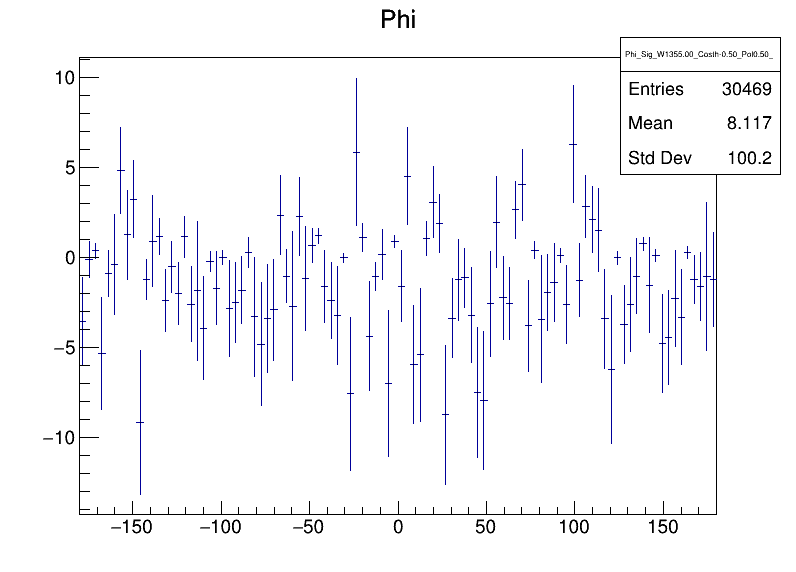 Phi
Phi_Sig_W1355.00_Costh-0.50_Pol0.50_
Entries 30469
Mean 8.117
Std Dev 100.2
10
5
0
−5
−10
−150 −100 −50 0 50 100 150